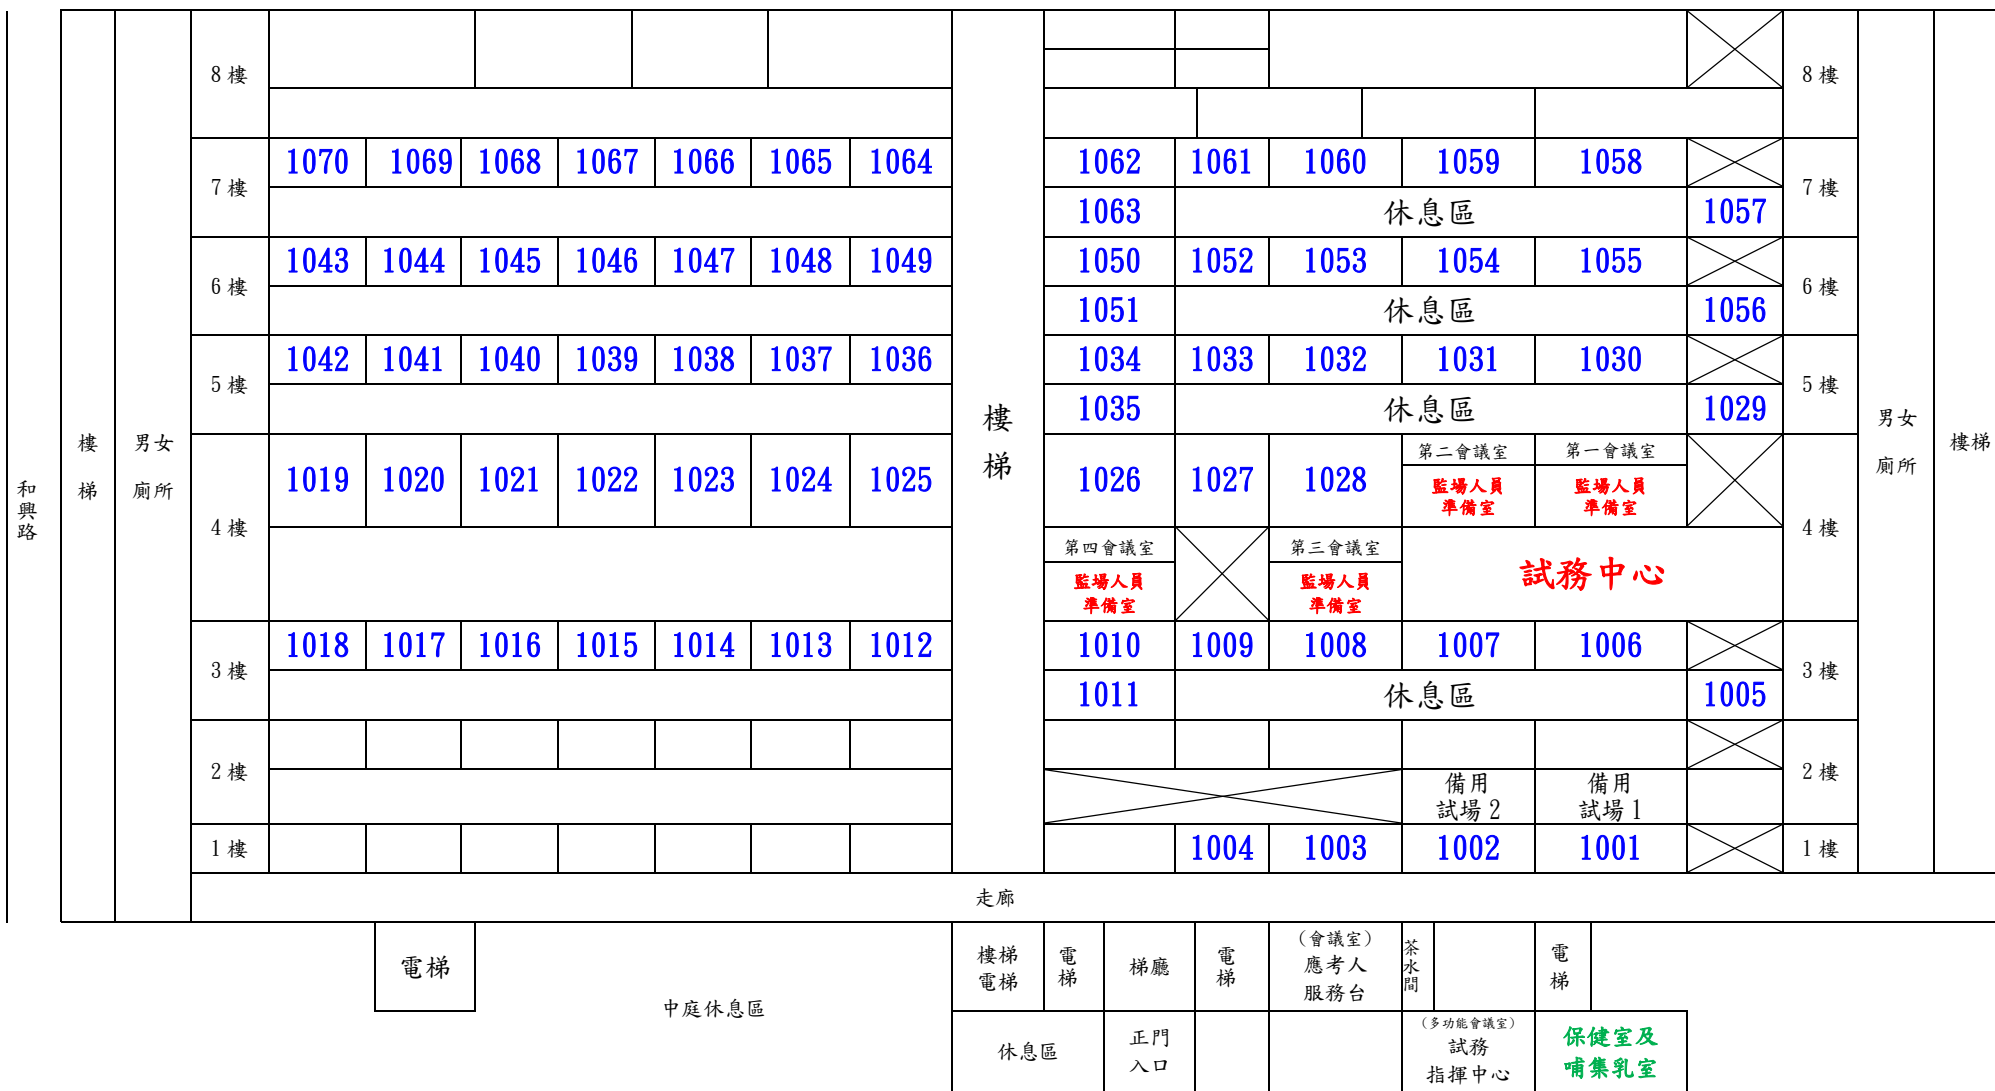 8樓
8樓
1070 1069 1068 1067 1066 1065 1064
1062 1061 1060 1059 1058
7樓
7樓
1063 休息區 1057
1043 1044 1045 1046 1047 1048 1049
1050 1052 1053 1054 1055
6樓
6樓
1051 休息區 1056
1042 1041 1040 1039 1038 1037 1036
1034 1033 1032 1031 1030
5樓
5樓
1035 休息區 1029
和興路
樓梯
男女
廁所
樓梯
男女
廁所
樓梯
1019 1020 1021 1022 1023 1024 1025
1026 1027 1028
第二會議室
監場人員
準備室
第一會議室
監場人員
準備室
4樓
4樓
第四會議室
監場人員
準備室
第三會議室
監場人員
準備室
試務中心
1018 1017 1016 1015 1014 1013 1012
1010 1009 1008 1007 1006
3樓
3樓
1011 休息區 1005
2樓
2樓
備用
試場2
備用
試場1
1樓
1004 1003 1002 1001
1樓
走廊
電梯
中庭休息區
樓梯
電梯
電梯
梯廳
電梯
(會議室)
應考人
服務台
茶水間
電梯
休息區
正門
入口
(多功能會議室)
試務
指揮中心
保健室及
哺集乳室